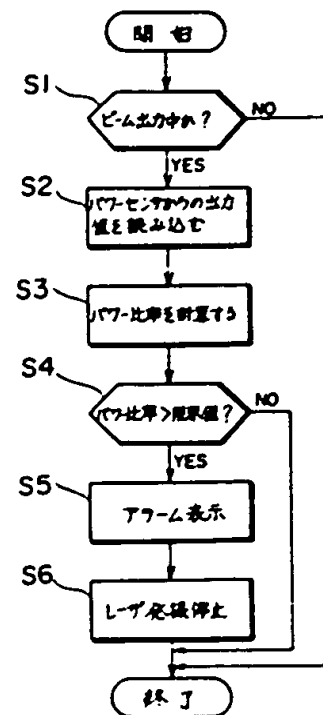 開始
S1
ビーム出力中か?
NO
YES
S2
パワーセンサからの出力
値を読み込む
S3
パワー比率を計算する
S4
パワー比率>限界値?
NO
YES
S5
アラーム表示
S6
レーザ発振停止
終了